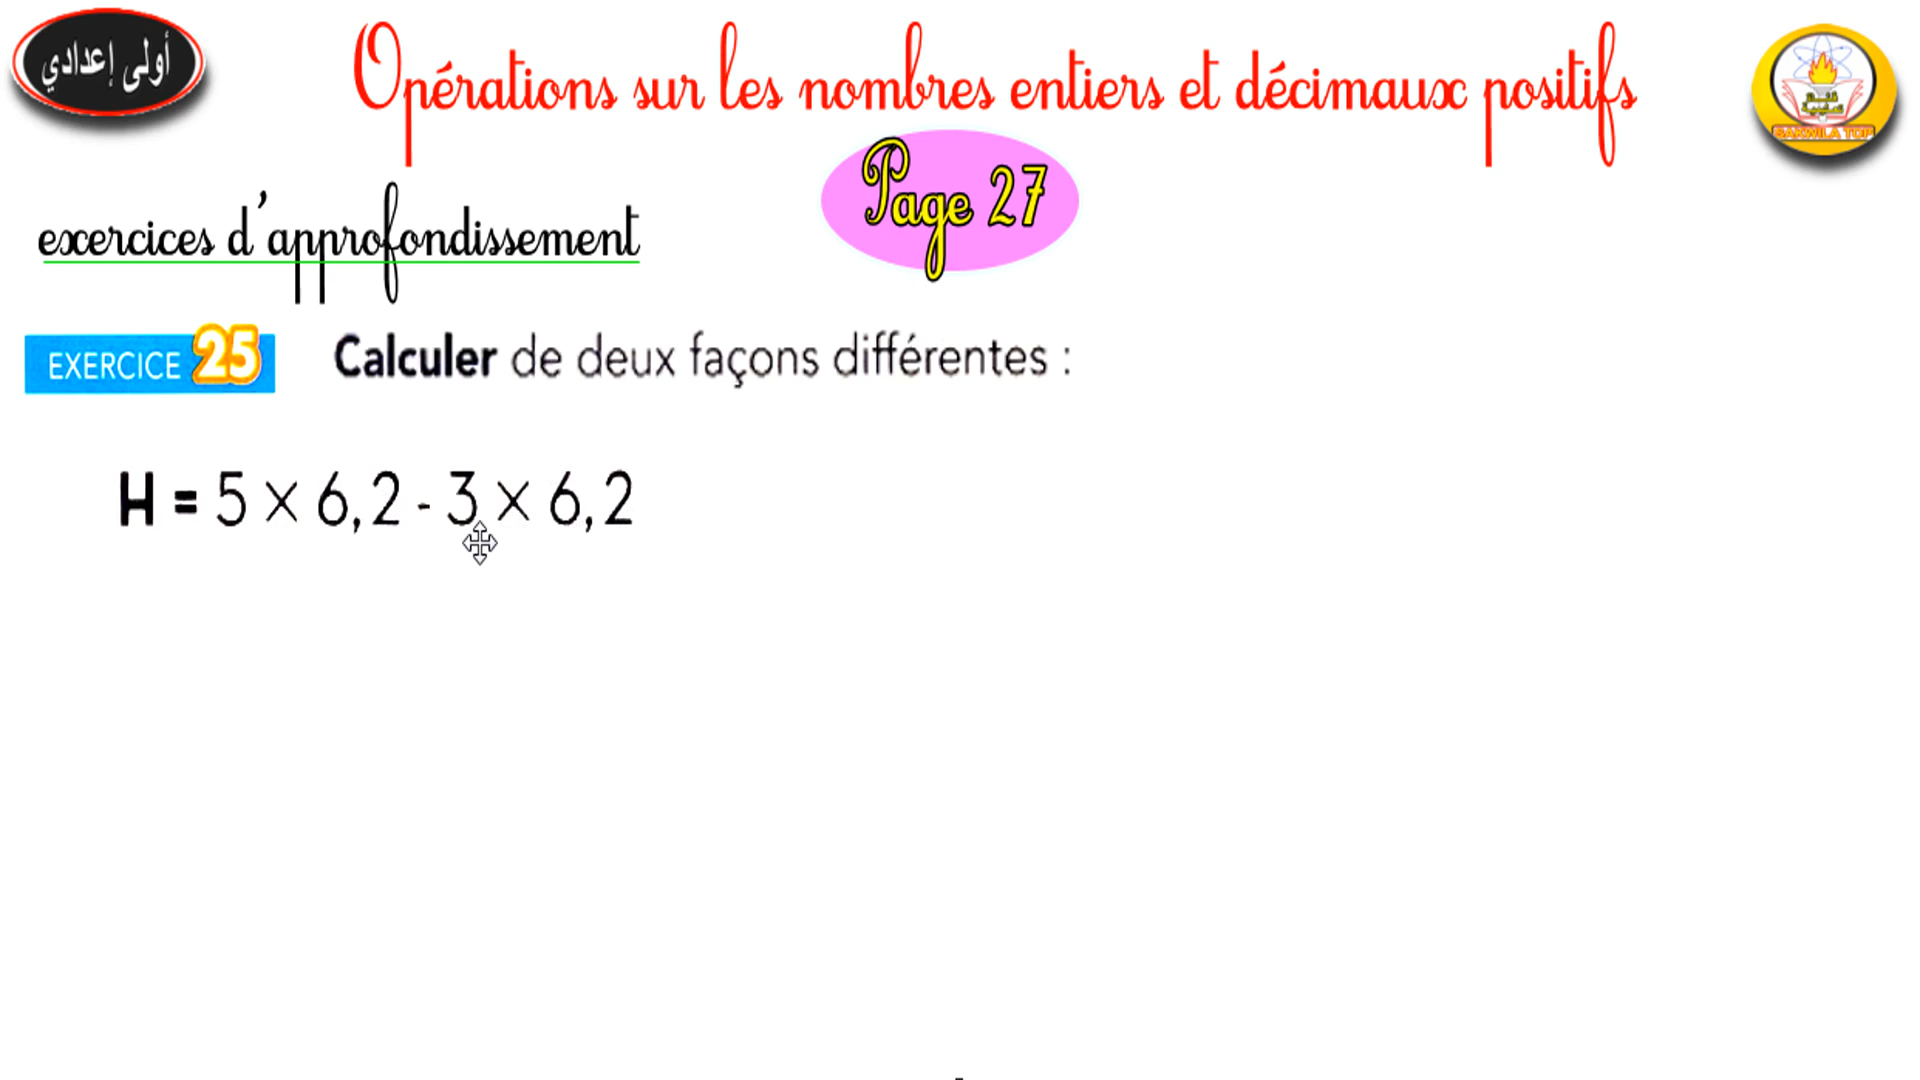 أولى إعدادي
Opérations sur les nombres entiers et décimaux positifs
Page 27
exercices d'approfondissement
EXERCICE 25 Calculer de deux façons différentes :
H = 5 × 6,2 - 3 × 6,2